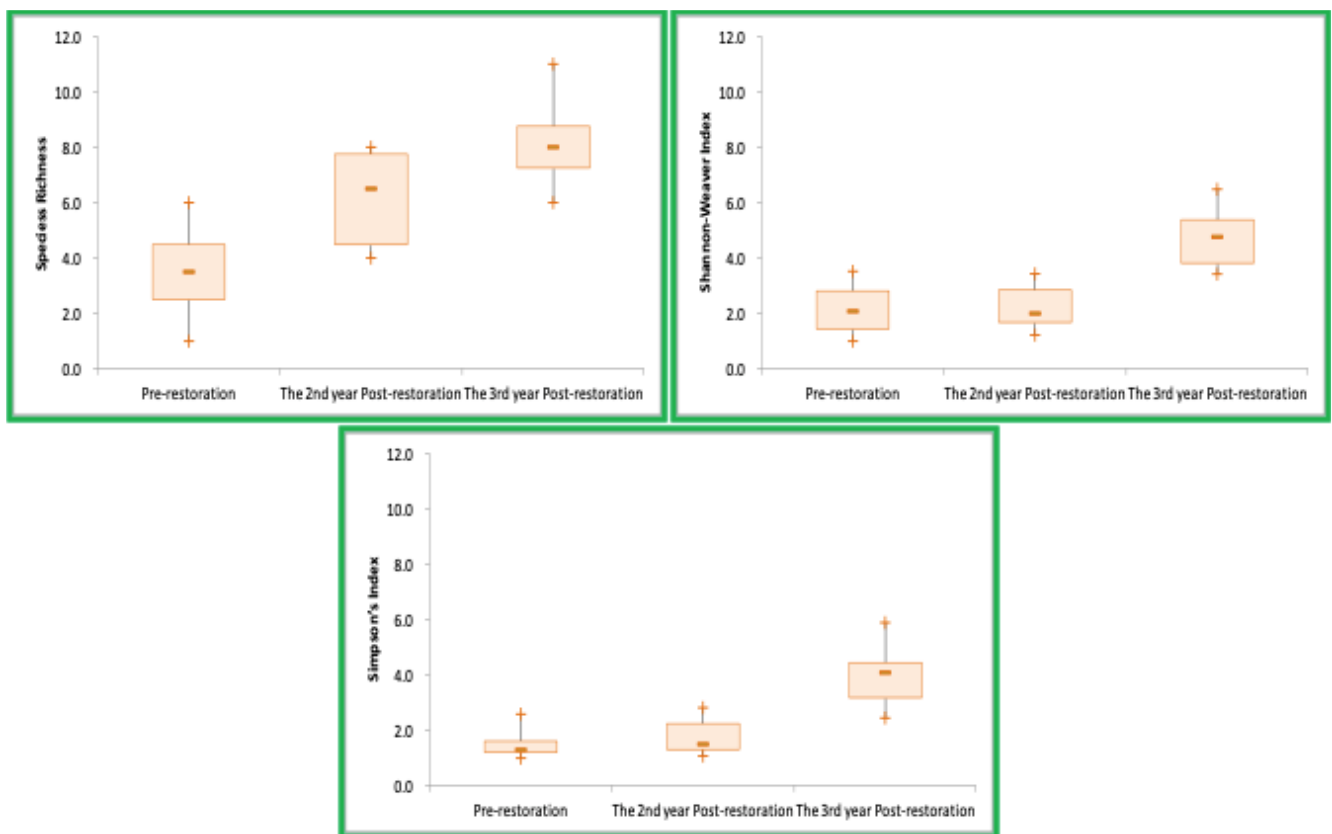 Speciess Richness
12.0
10.0
8.0
6.0
4.0
2.0
0.0
Pre-restoration
The 2nd year Post-restoration
The 3rd year Post-restoration
Shannon-Weaver Index
12.0
10.0
8.0
6.0
4.0
2.0
0.0
Pre-restoration
The 2nd year Post-restoration
The 3rd year Post-restoration
Simpson's Index
12.0
10.0
8.0
6.0
4.0
2.0
0.0
Pre-restoration
The 2nd year Post-restoration
The 3rd year Post-restoration